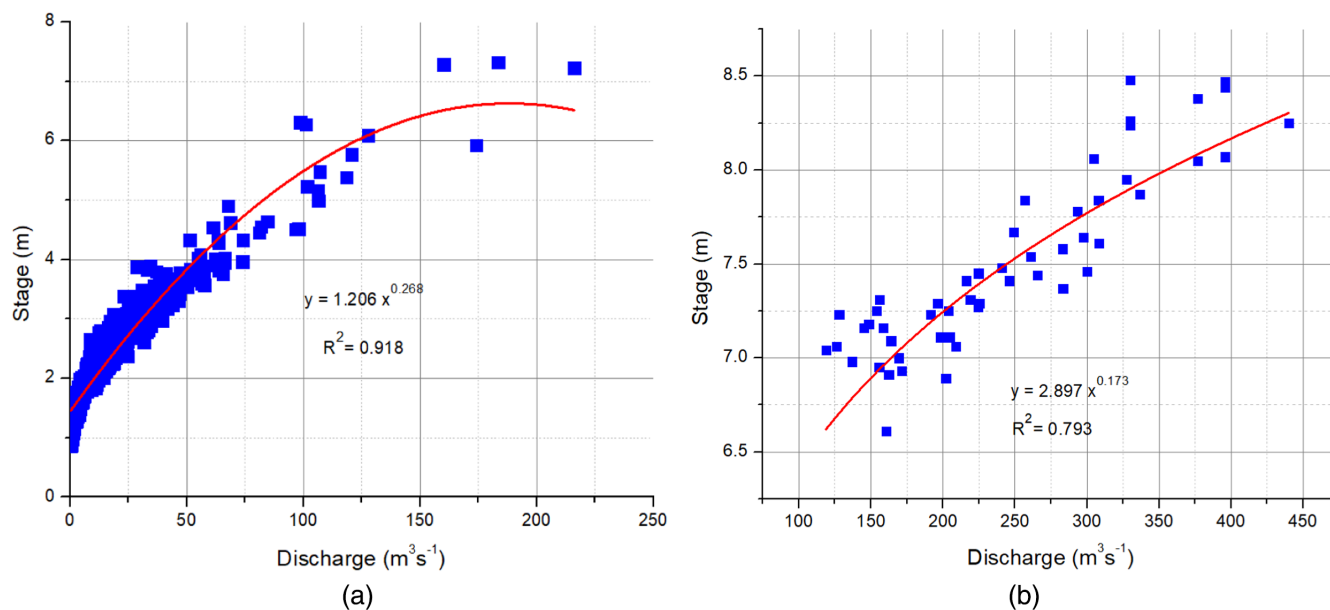 8
6
4
2
0
Stage (m)
y = 1.206 x^0.268
R^2 = 0.918
0 50 100 150 200 250
Discharge (m^3s^-1)
(a)
8.5
8.0
7.5
7.0
6.5
Stage (m)
y = 2.897 x^0.173
R^2 = 0.793
100 150 200 250 300 350 400 450
Discharge (m^3s^-1)
(b)